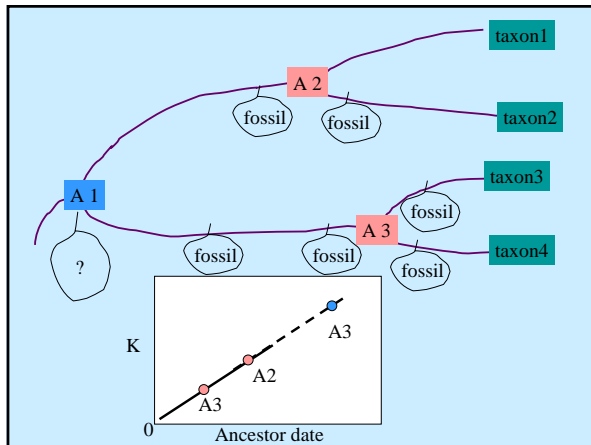 taxon1
A 2
fossil
fossil
taxon2
A 1
taxon3
fossil
A 3
taxon4
?
fossil
fossil
fossil
K
A3
A2
A3
0
Ancestor date